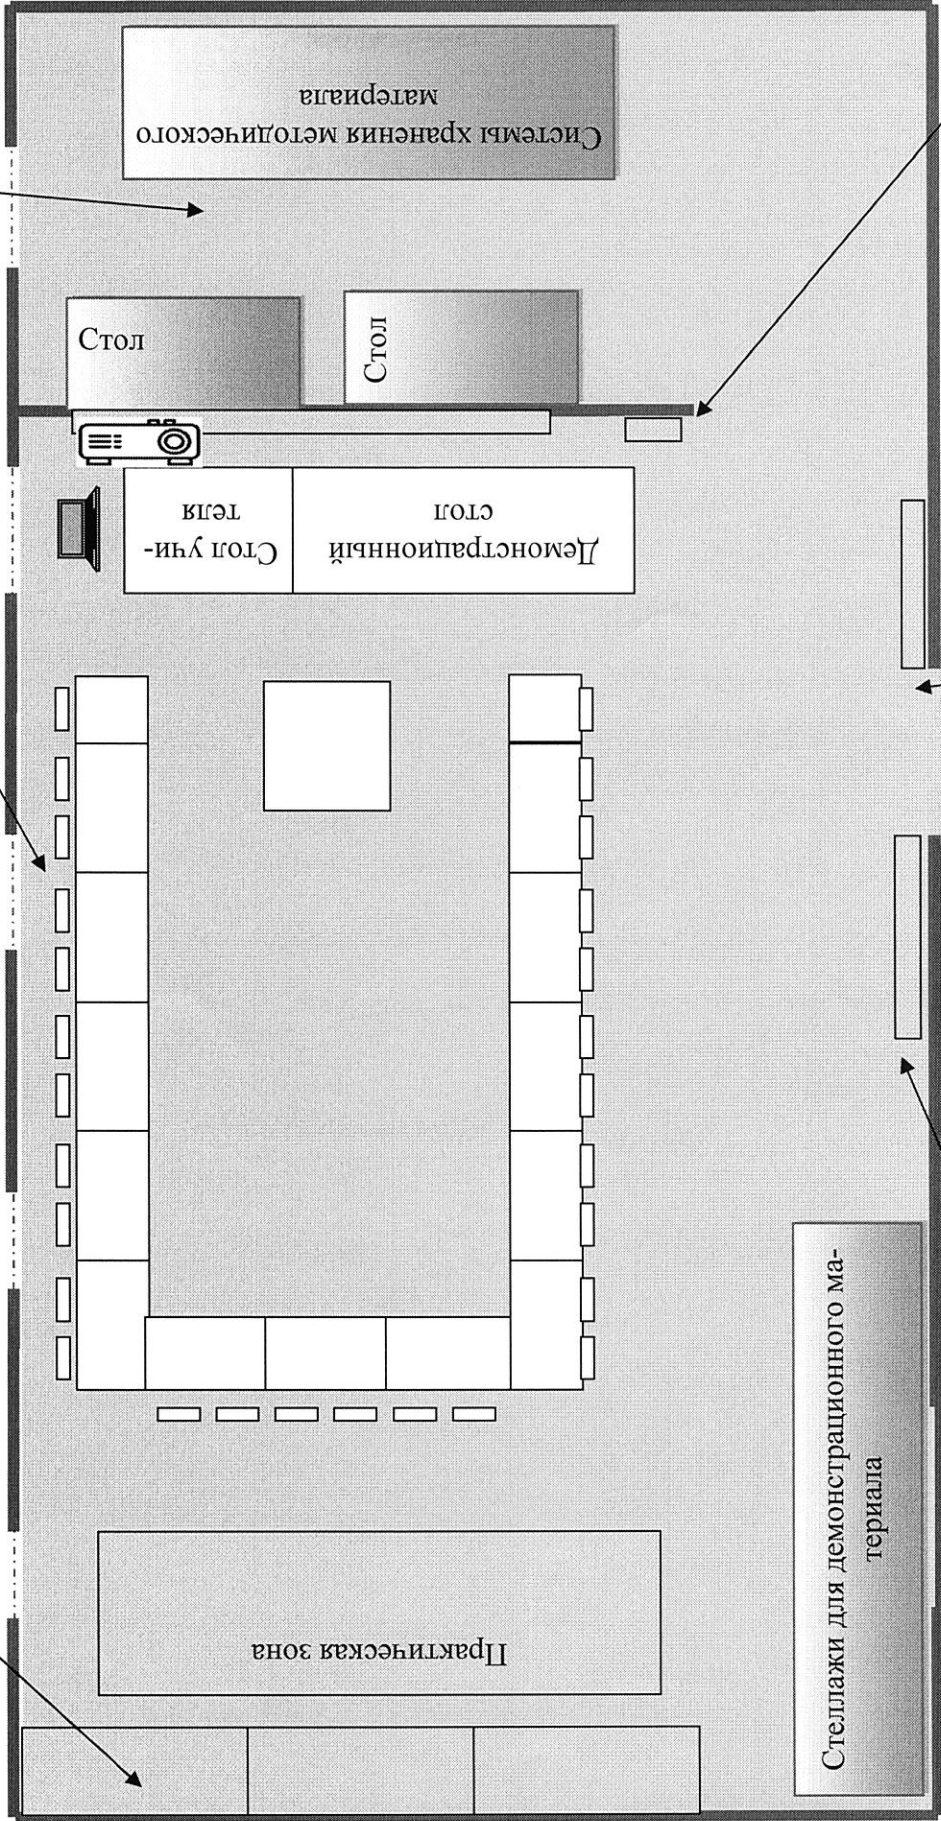 Системы хранения методического
материала
Стол
Стол
Стол учи-
теля
Демонстрационный
стол
Практическая зона
Стеллажи для демонстрационного ма-
териала